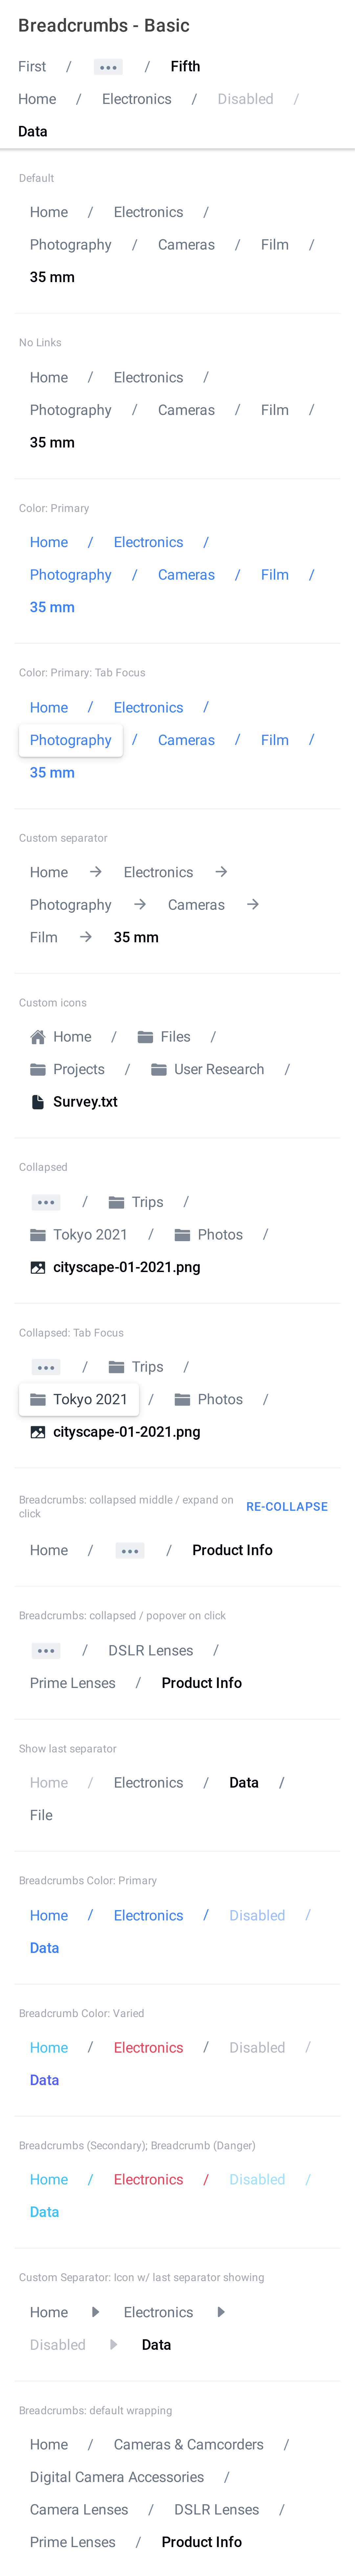 Breadcrumbs - Basic
First / ••• / Fifth
Home / Electronics / Disabled /
Data
Default
Home / Electronics /
Photography / Cameras / Film /
35 mm
No Links
Home / Electronics /
Photography / Cameras / Film /
35 mm
Color: Primary
Home / Electronics /
Photography / Cameras / Film /
35 mm
Color: Primary: Tab Focus
Home / Electronics /
Photography / Cameras / Film /
35 mm
Custom separator
Home → Electronics →
Photography → Cameras →
Film → 35 mm
Custom icons
Home / Files /
Projects / User Research /
Survey.txt
Collapsed
••• / Trips /
Tokyo 2021 / Photos /
cityscape-01-2021.png
Collapsed: Tab Focus
••• / Trips /
Tokyo 2021 / Photos /
cityscape-01-2021.png
Breadcrumbs: collapsed middle / expand on
click
RE-COLLAPSE
Home / ••• / Product Info
Breadcrumbs: collapsed / popover on click
••• / DSLR Lenses /
Prime Lenses / Product Info
Show last separator
Home / Electronics / Data /
File
Breadcrumbs Color: Primary
Home / Electronics / Disabled /
Data
Breadcrumb Color: Varied
Home / Electronics / Disabled /
Data
Breadcrumbs (Secondary); Breadcrumb (Danger)
Home / Electronics / Disabled /
Data
Custom Separator: Icon w/ last separator showing
Home Electronics
Disabled Data
Breadcrumbs: default wrapping
Home / Cameras & Camcorders /
Digital Camera Accessories /
Camera Lenses / DSLR Lenses /
Prime Lenses / Product Info